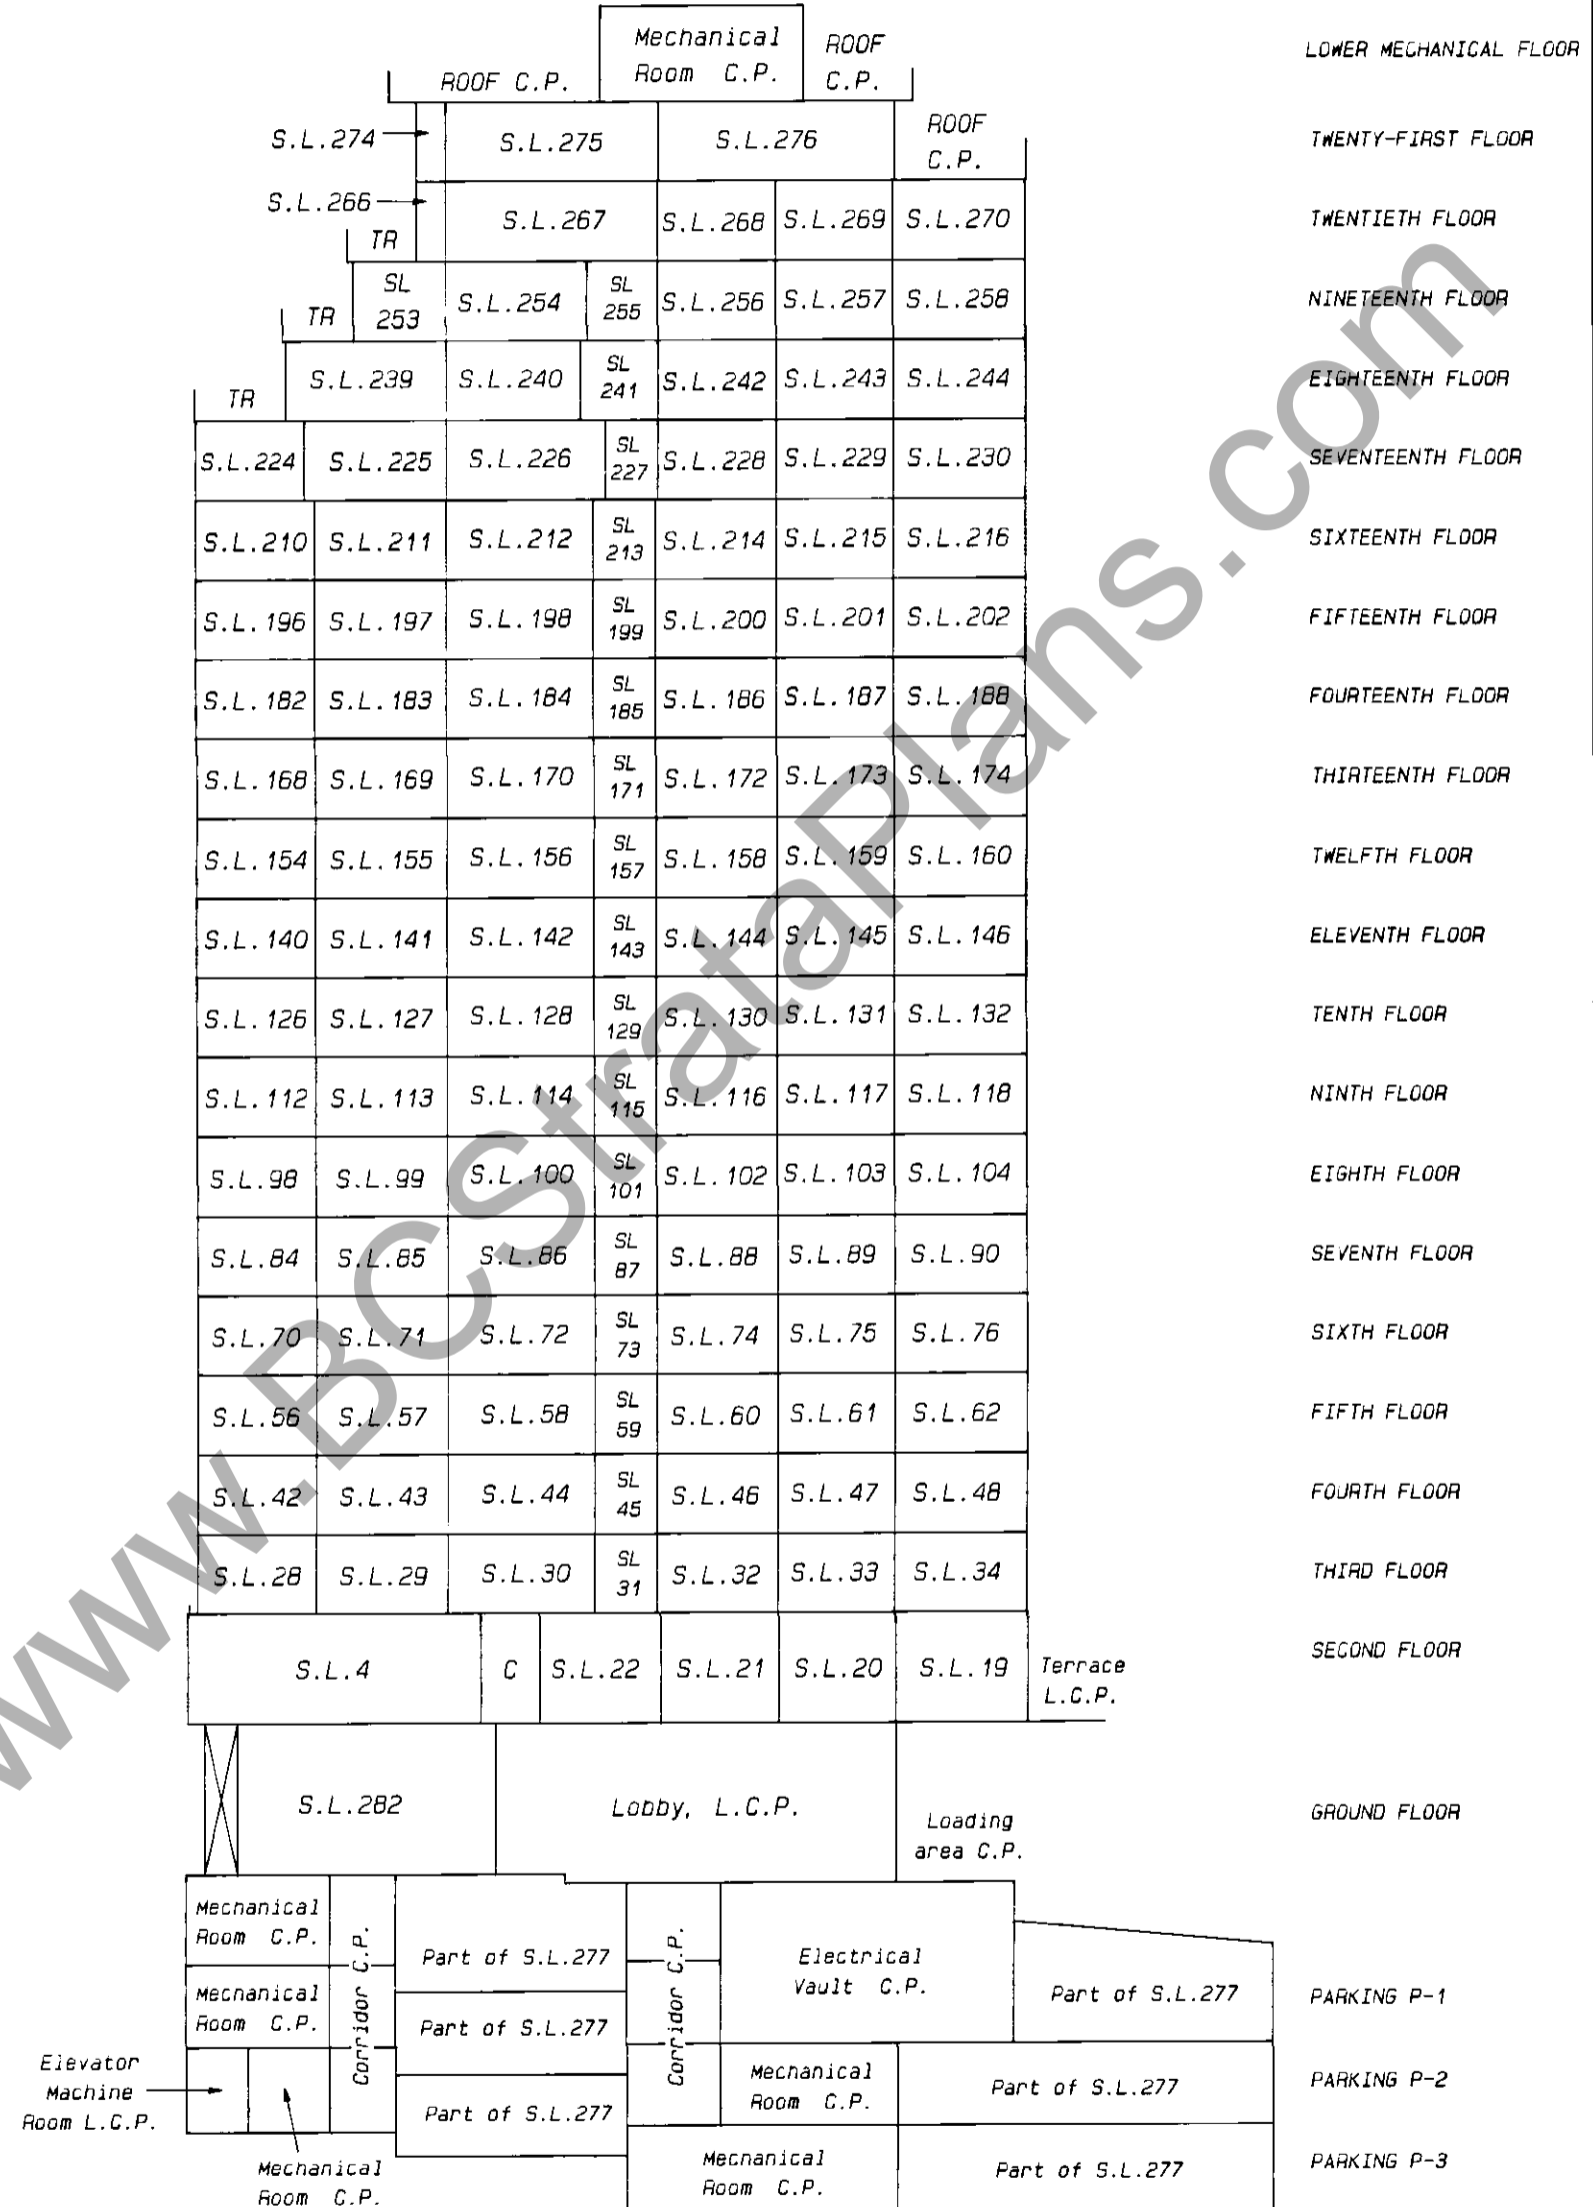 Mechanical
Room C.P.
ROOF
C.P.
ROOF C.P.
LOWER MECHANICAL FLOOR
S.L.274
S.L.275
S.L.276
ROOF
C.P.
TWENTY-FIRST FLOOR
S.L.266
S.L.267
S.L.268
S.L.269
S.L.270
TWENTIETH FLOOR
TR
SL
253
S.L.254
SL
255
S.L.256
S.L.257
S.L.258
NINETEENTH FLOOR
TR
S.L.239
S.L.240
SL
241
S.L.242
S.L.243
S.L.244
EIGHTEENTH FLOOR
TR
S.L.224
S.L.225
S.L.226
SL
227
S.L.228
S.L.229
S.L.230
SEVENTEENTH FLOOR
S.L.210
S.L.211
S.L.212
SL
213
S.L.214
S.L.215
S.L.216
SIXTEENTH FLOOR
S.L.196
S.L.197
S.L.198
SL
199
S.L.200
S.L.201
S.L.202
FIFTEENTH FLOOR
S.L.182
S.L.183
S.L.184
SL
185
S.L.186
S.L.187
S.L.188
FOURTEENTH FLOOR
S.L.168
S.L.169
S.L.170
SL
171
S.L.172
S.L.173
S.L.174
THIRTEENTH FLOOR
S.L.154
S.L.155
S.L.156
SL
157
S.L.158
S.L.159
S.L.160
TWELFTH FLOOR
S.L.140
S.L.141
S.L.142
SL
143
S.L.144
S.L.145
S.L.146
ELEVENTH FLOOR
S.L.126
S.L.127
S.L.128
SL
129
S.L.130
S.L.131
S.L.132
TENTH FLOOR
S.L.112
S.L.113
S.L.114
SL
115
S.L.116
S.L.117
S.L.118
NINTH FLOOR
S.L.98
S.L.99
S.L.100
SL
101
S.L.102
S.L.103
S.L.104
EIGHTH FLOOR
S.L.84
S.L.85
S.L.86
SL
87
S.L.88
S.L.89
S.L.90
SEVENTH FLOOR
S.L.70
S.L.71
S.L.72
SL
73
S.L.74
S.L.75
S.L.76
SIXTH FLOOR
S.L.56
S.L.57
S.L.58
SL
59
S.L.60
S.L.61
S.L.62
FIFTH FLOOR
S.L.42
S.L.43
S.L.44
SL
45
S.L.46
S.L.47
S.L.48
FOURTH FLOOR
S.L.28
S.L.29
S.L.30
SL
31
S.L.32
S.L.33
S.L.34
THIRD FLOOR
S.L.4
C
S.L.22
S.L.21
S.L.20
S.L.19
Terrace
L.C.P.
SECOND FLOOR
S.L.282
Lobby, L.C.P.
Loading
area C.P.
GROUND FLOOR
Mechanical
Room C.P.
Corridor C.P.
Part of S.L.277
Corridor C.P.
Electrical
Vault C.P.
Part of S.L.277
PARKING P-1
Mechanical
Room C.P.
Part of S.L.277
Elevator
Machine
Room L.C.P.
Mechanical
Room C.P.
Part of S.L.277
PARKING P-2
Part of S.L.277
Mechanical
Room C.P.
Mechanical
Room C.P.
Part of S.L.277
PARKING P-3
www.BCStrataPlans.com